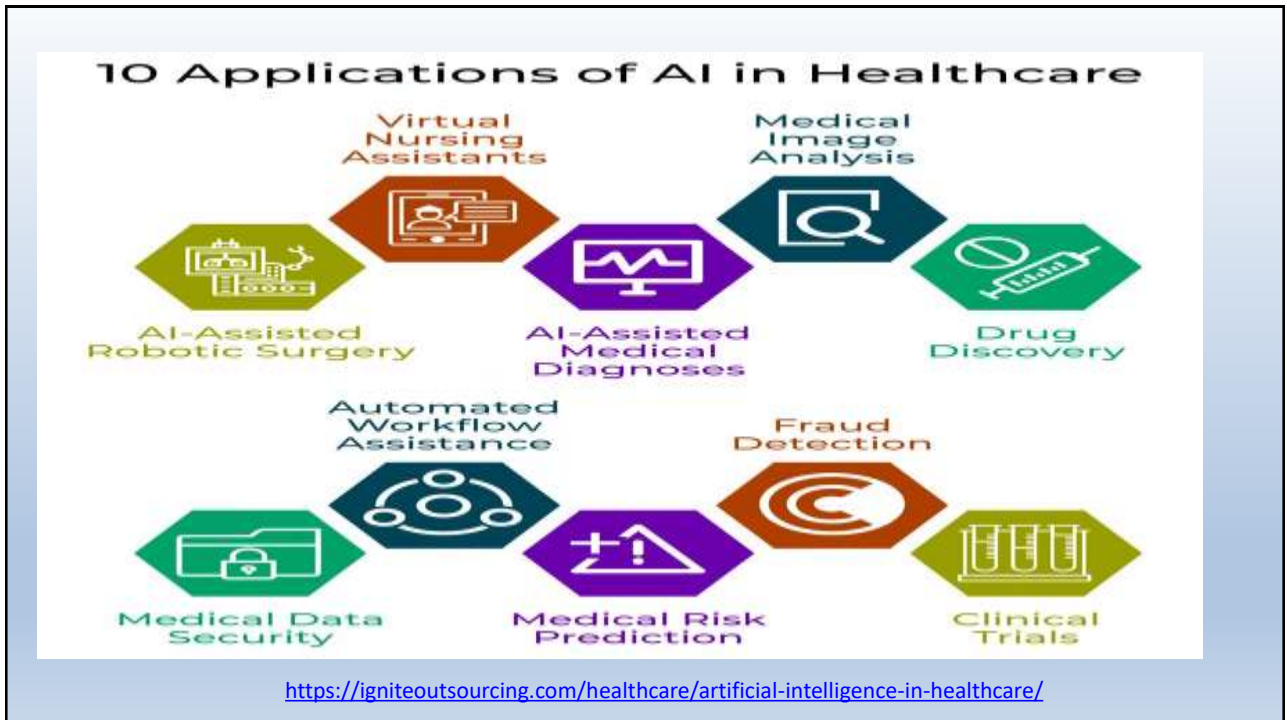 10 Applications of AI in Healthcare
Virtual
Nursing
Assistants
Medical
Image
Analysis
AI-Assisted
Robotic Surgery
AI-Assisted
Medical
Diagnoses
Drug
Discovery
Automated
Workflow
Assistance
Fraud
Detection
Medical Data
Security
Medical Risk
Prediction
Clinical
Trials
https://igniteoutsourcing.com/healthcare/artificial-intelligence-in-healthcare/